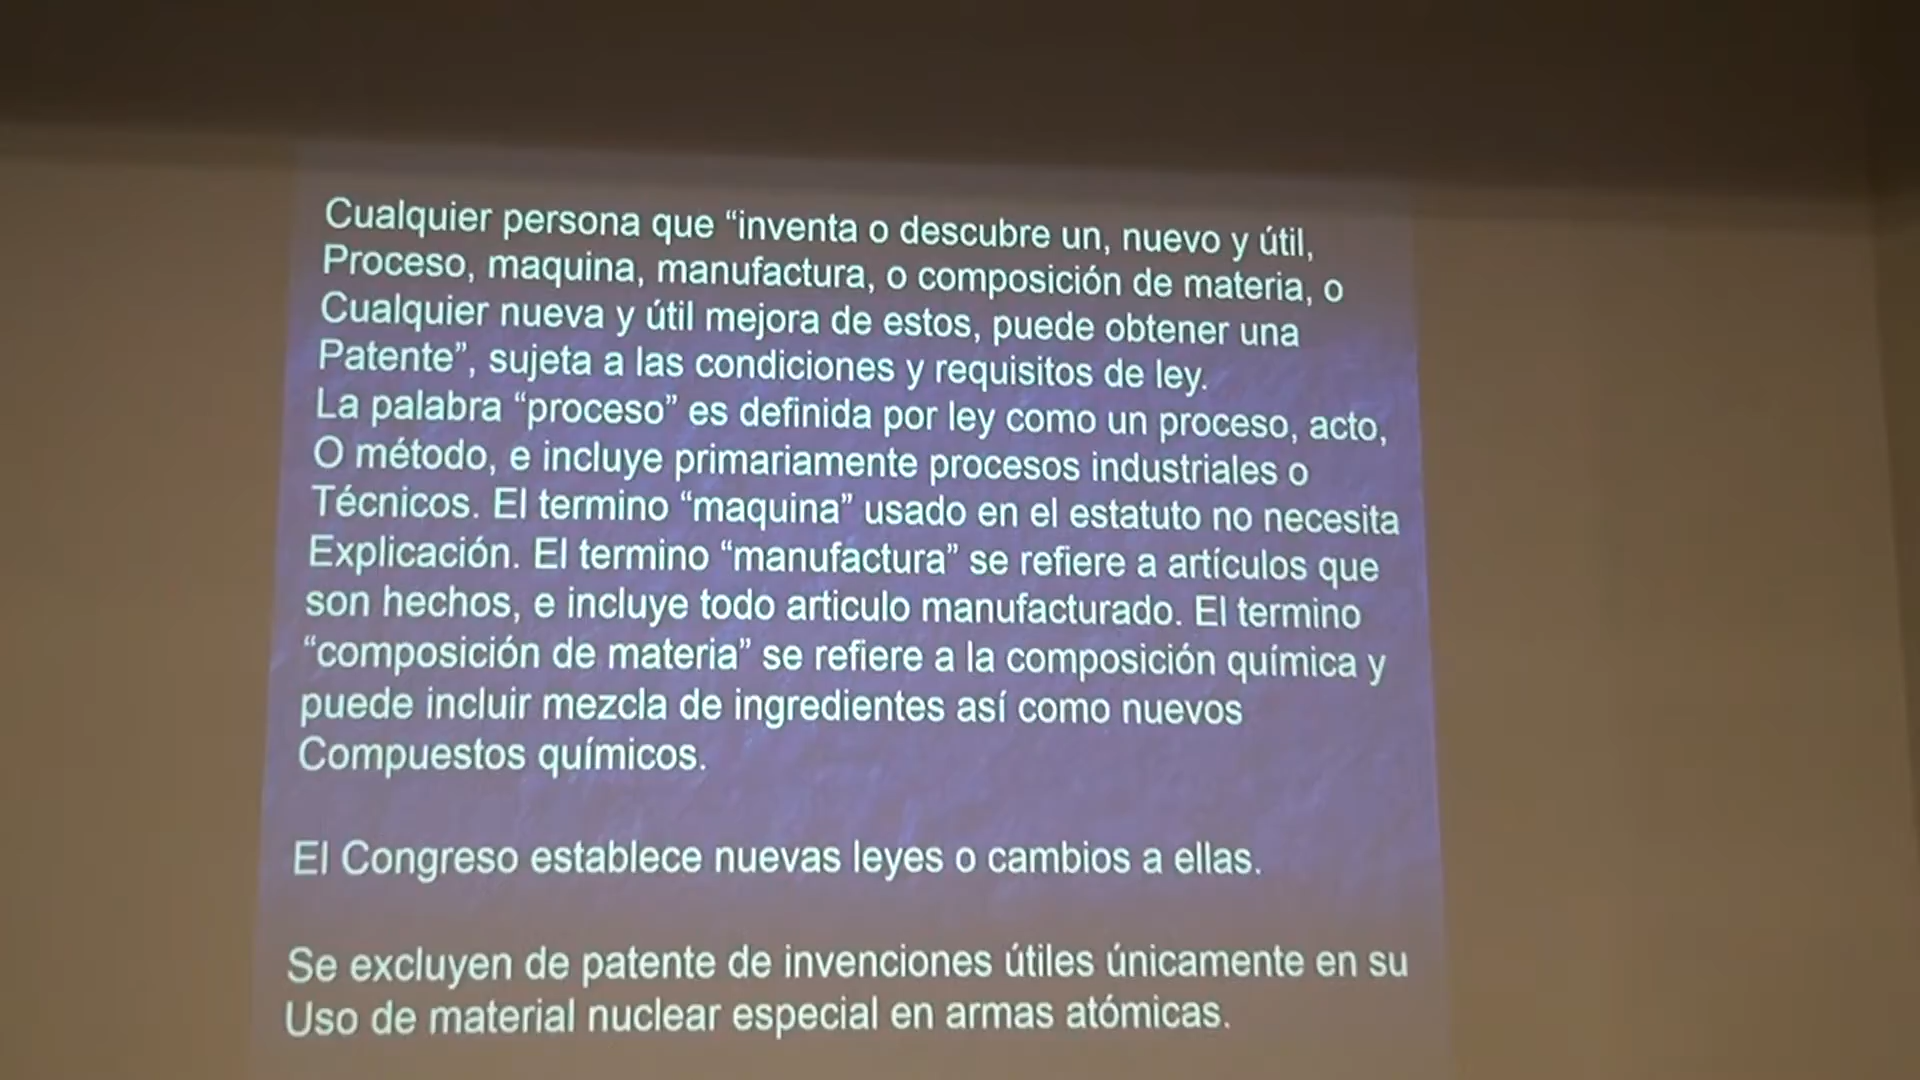 Cualquier persona que “inventa o descubre un, nuevo y útil,
Proceso, maquina, manufactura, o composición de materia, o
Cualquier nueva y útil mejora de estos, puede obtener una
Patente”, sujeta a las condiciones y requisitos de ley.
La palabra “proceso” es definida por ley como un proceso, acto,
O método, e incluye primariamente procesos industriales o
Técnicos. El termino “maquina” usado en el estatuto no necesita
Explicación. El termino “manufactura” se refiere a artículos que
son hechos, e incluye todo articulo manufacturado. El termino
“composición de materia” se refiere a la composición química y
puede incluir mezcla de ingredientes así como nuevos
Compuestos químicos.
El Congreso establece nuevas leyes o cambios a ellas.
Se excluyen de patente de invenciones útiles únicamente en su
Uso de material nuclear especial en armas atómicas.